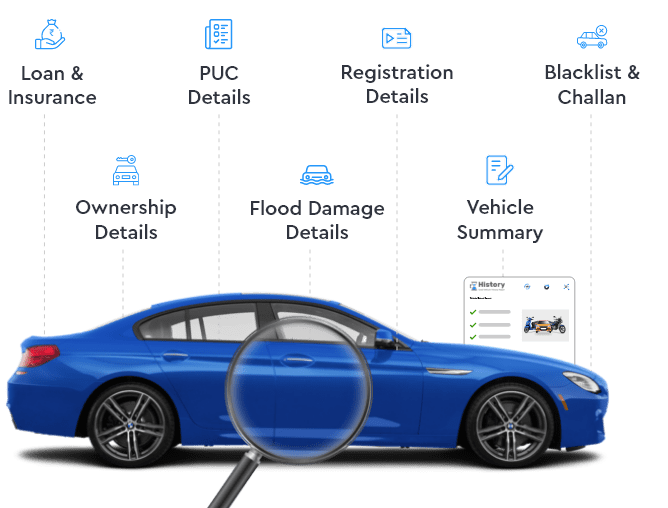 Loan &
Insurance
PUC
Details
Registration
Details
Blacklist &
Challan
Ownership
Details
Flood Damage
Details
Vehicle
Summary
History